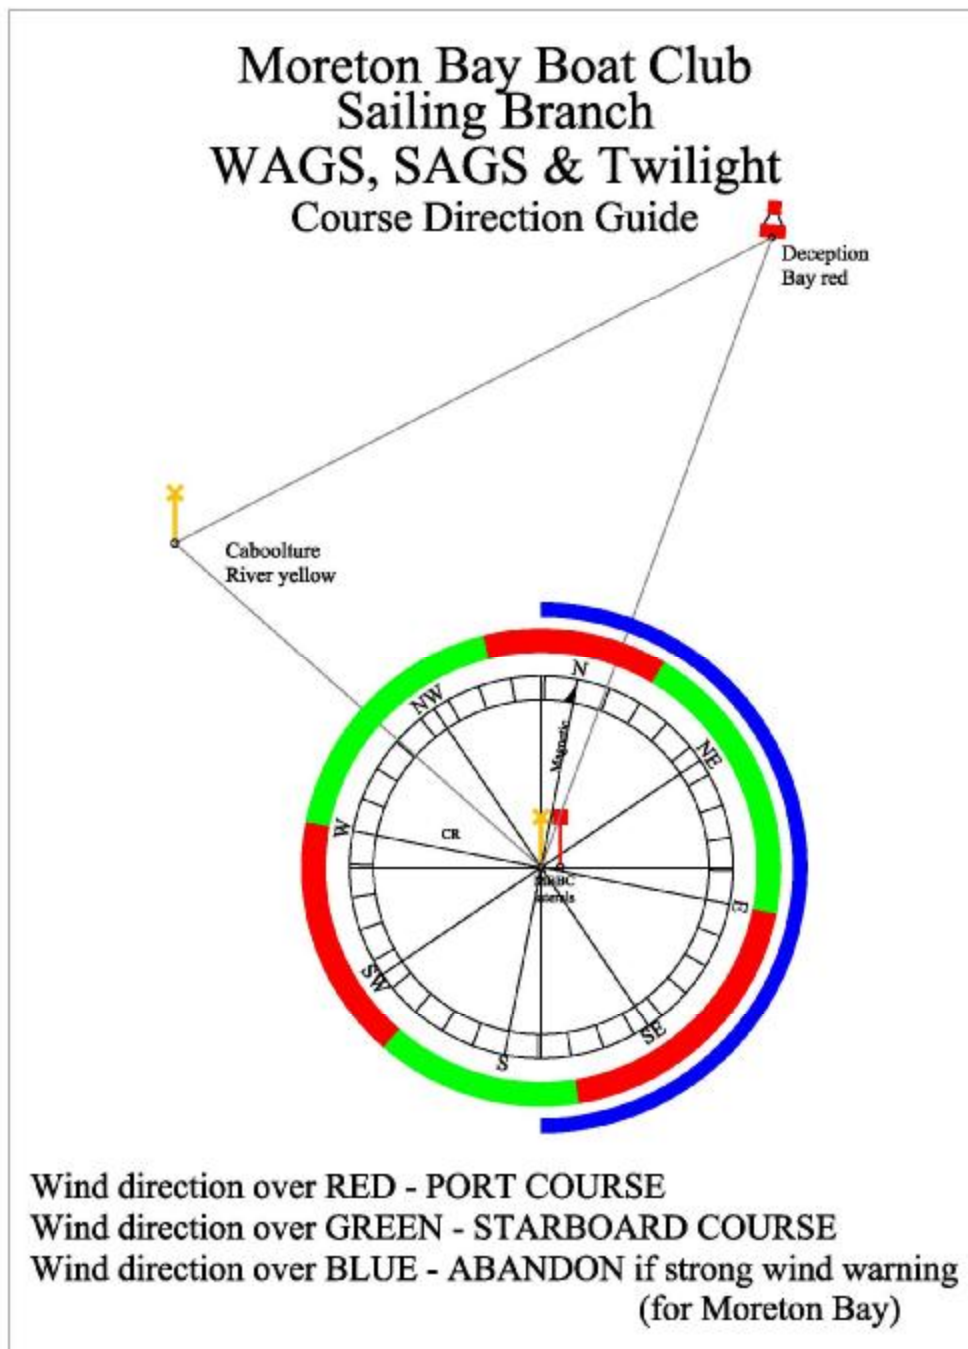 Moreton Bay Boat Club
Sailing Branch
WAGS, SAGS & Twilight
Course Direction Guide
Deception
Bay red
Caboolture
River yellow
N
NW
NE
Magnetic
W
CR
E
SW
SE
S
Wind direction over RED - PORT COURSE
Wind direction over GREEN - STARBOARD COURSE
Wind direction over BLUE - ABANDON if strong wind warning
(for Moreton Bay)